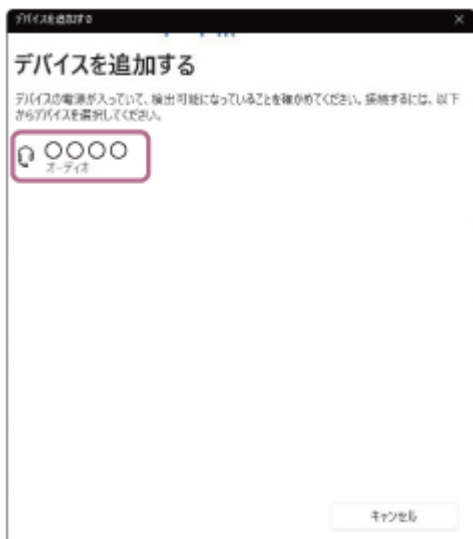 デバイスを追加する
デバイスを追加する
デバイスの電源が入っていて、検出可能になっていることを確かめてください。接続するには、以下
からデバイスを選択してください。
〇〇〇〇
オーディオ
キャンセル